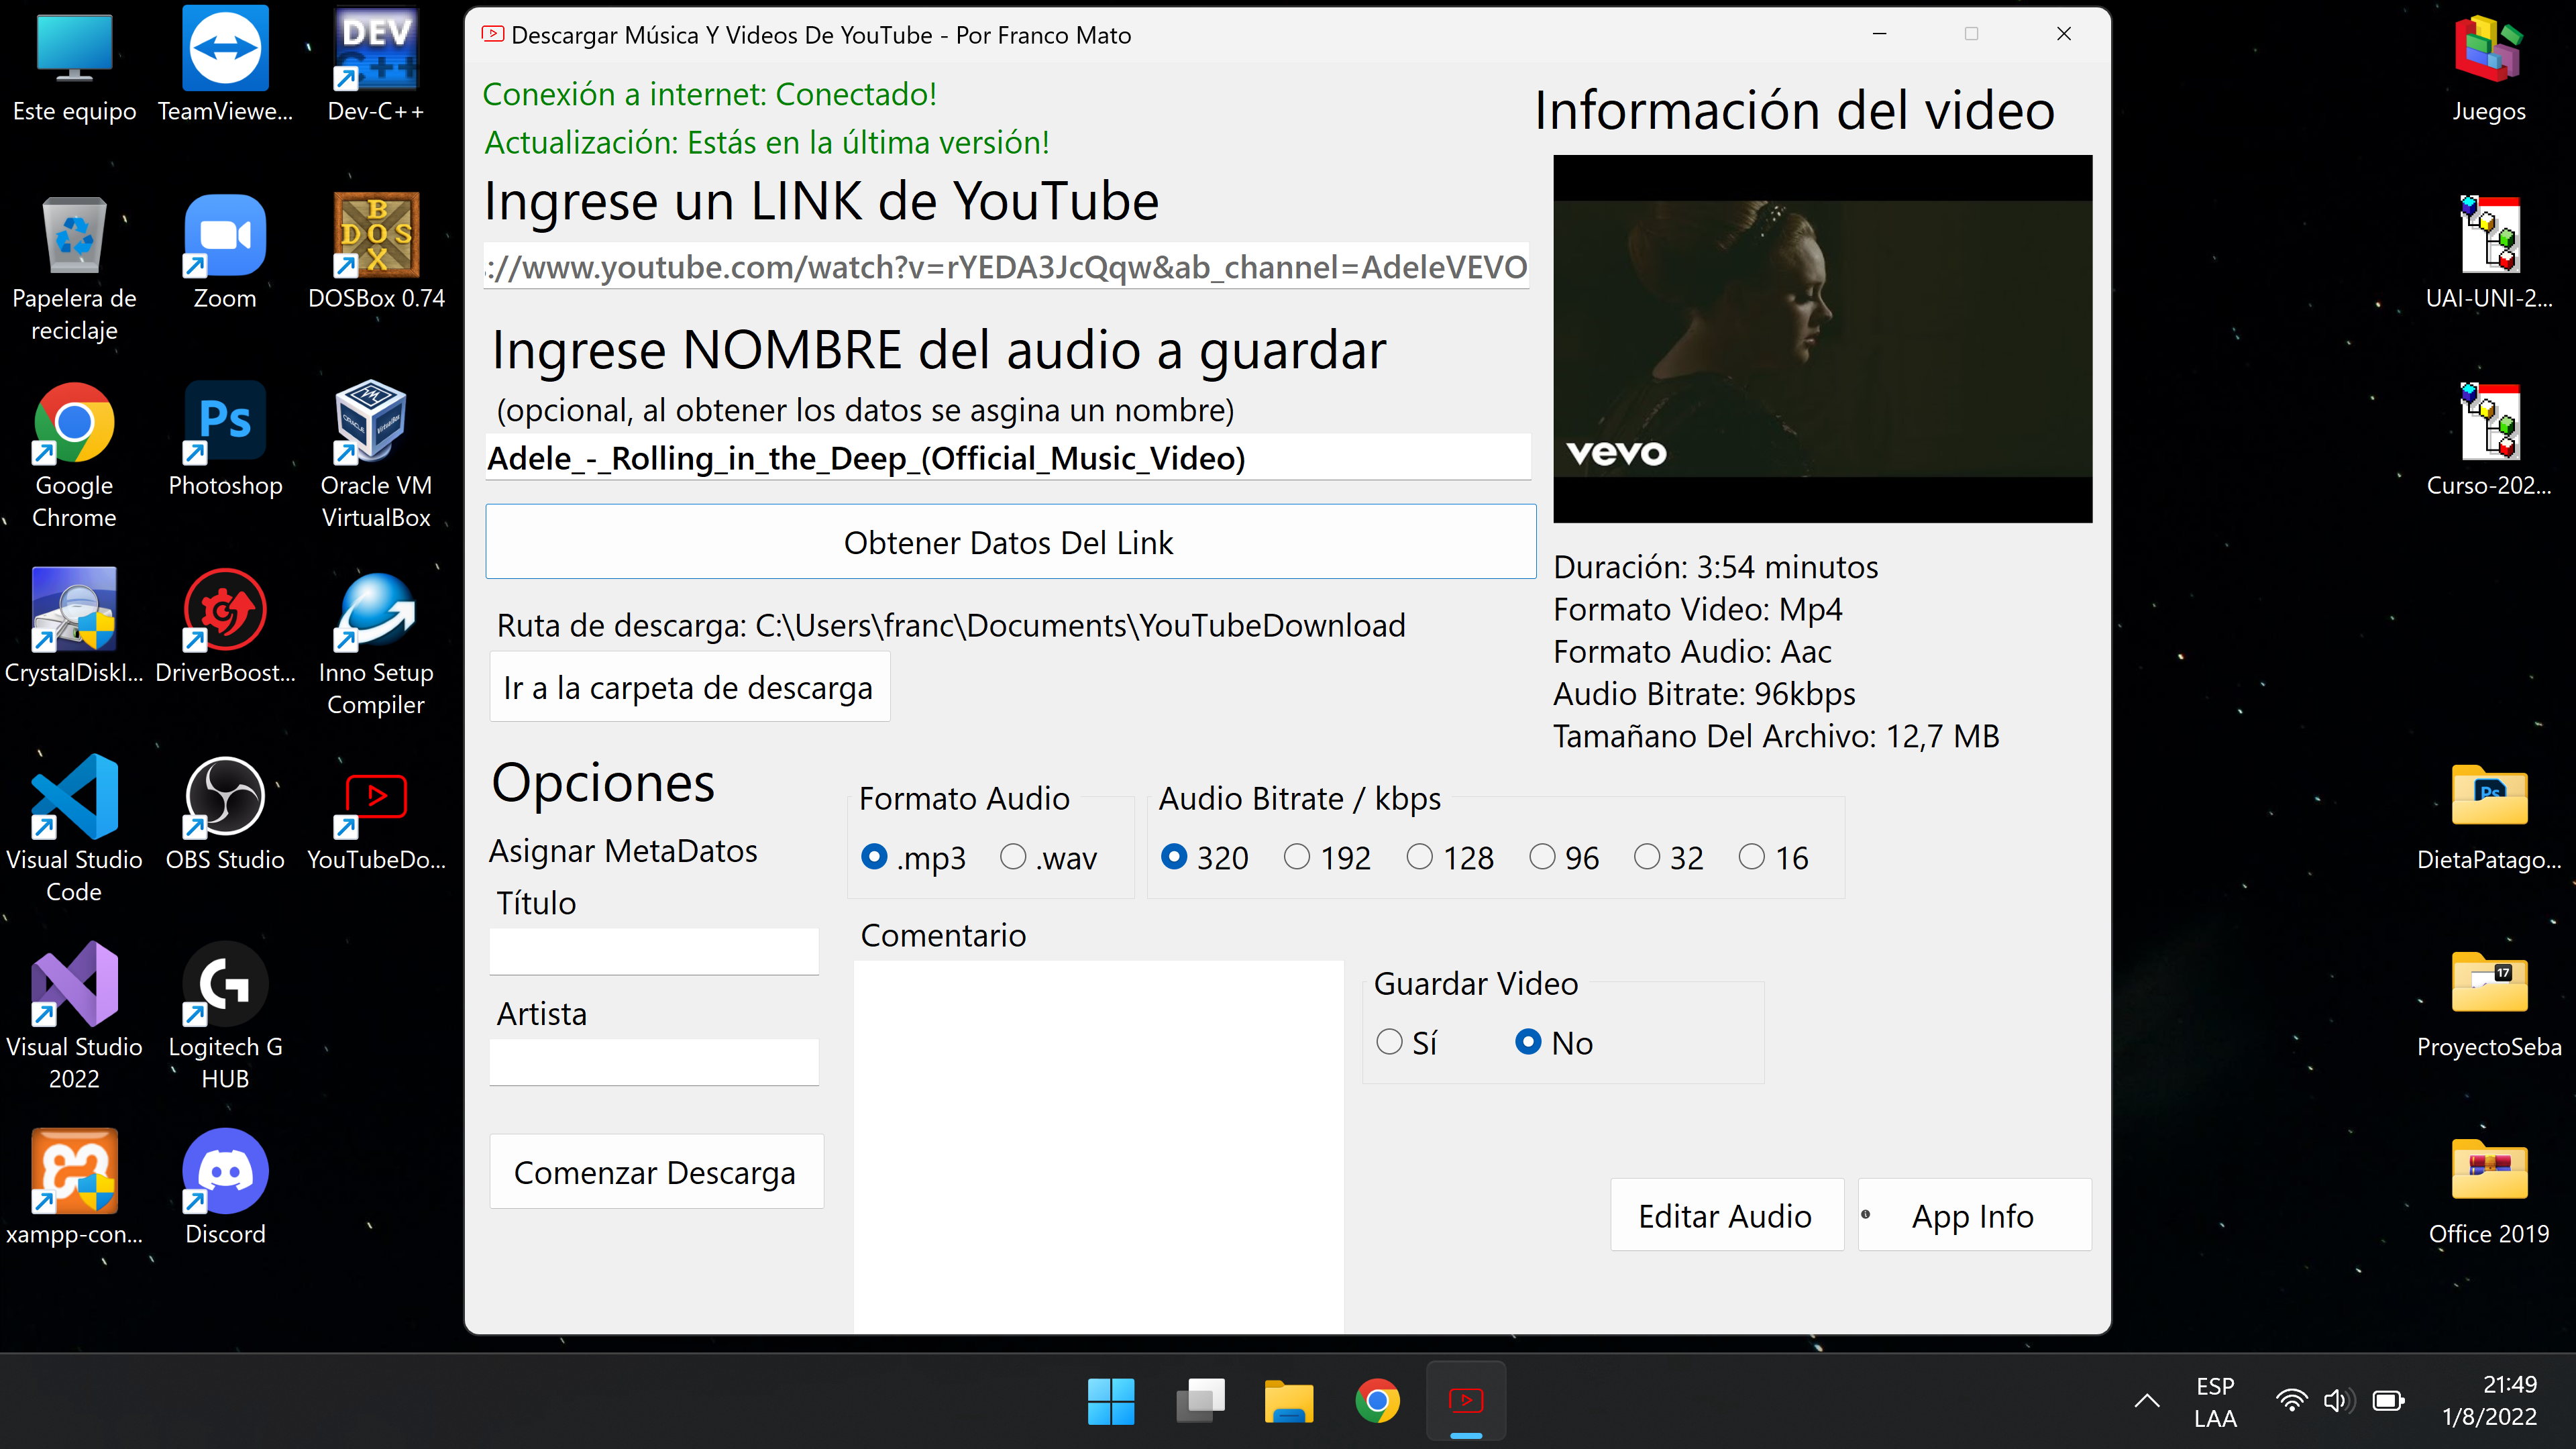 Este equipo
TeamViewe...
Dev-C++
Papelera de
reciclaje
Zoom
DOSBox 0.74
Google
Chrome
Photoshop
Oracle VM
VirtualBox
CrystalDiskI...
DriverBoost...
Inno Setup
Compiler
Visual Studio
Code
OBS Studio
YouTubeDo...
Visual Studio
2022
Logitech G
HUB
xampp-con...
Discord
DEV
C++
BOX
DOS
Ps
Descargar Música Y Videos De YouTube - Por Franco Mato
Conexión a internet: Conectado!
Actualización: Estás en la última versión!
Ingrese un LINK de YouTube
://www.youtube.com/watch?v=rYEDA3JcQqw&ab_channel=AdeleVEVO
Ingrese NOMBRE del audio a guardar
(opcional, al obtener los datos se asgina un nombre)
Adele_-_Rolling_in_the_Deep_(Official_Music_Video)
Obtener Datos Del Link
Ruta de descarga: C:\Users\franc\Documents\YouTubeDownload
Ir a la carpeta de descarga
Información del video
vevo
Duración: 3:54 minutos
Formato Video: Mp4
Formato Audio: Aac
Audio Bitrate: 96kbps
Tamañano Del Archivo: 12,7 MB
Opciones
Asignar MetaDatos
Título
Artista
Comenzar Descarga
Formato Audio
.mp3 .wav
Audio Bitrate / kbps
320 192 128 96 32 16
Comentario
Guardar Video
Sí No
Editar Audio
App Info
Juegos
UAI-UNI-2...
Curso-202...
Ps
DietaPatago...
17
ProyectoSeba
Office 2019
ESP
LAA
21:49
1/8/2022